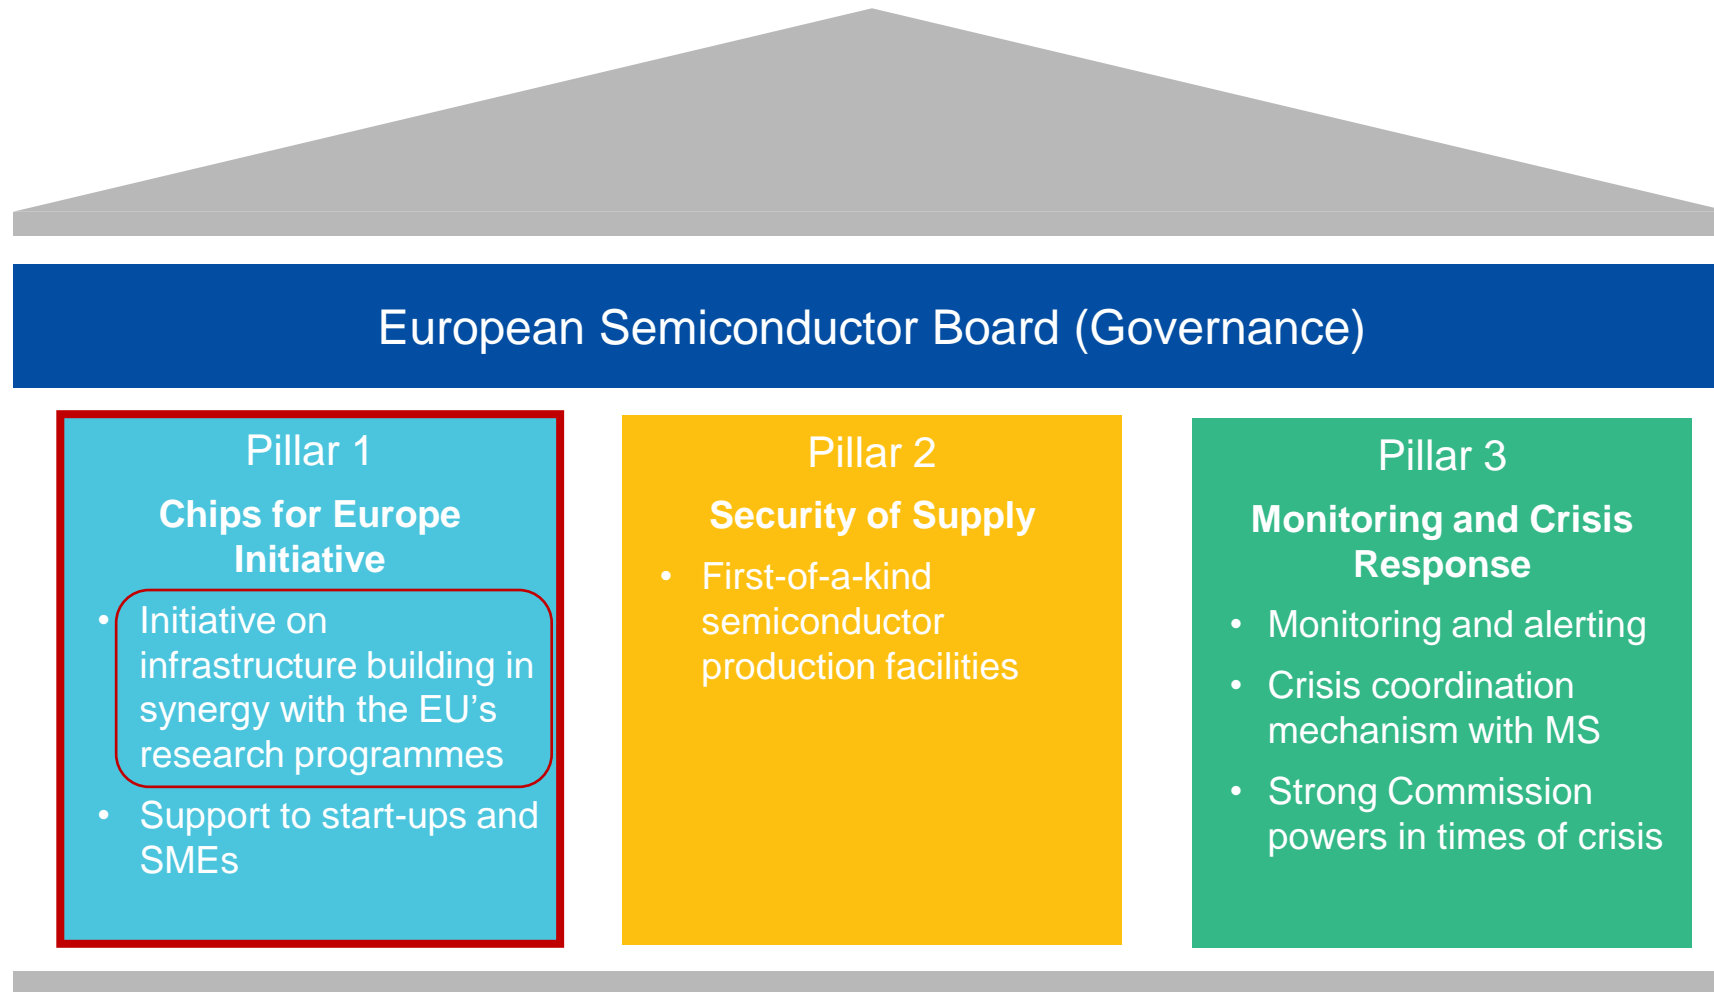 European Semiconductor Board (Governance)
Pillar 1
Chips for Europe
Initiative
• Initiative on
infrastructure building in
synergy with the EU’s
research programmes
• Support to start-ups and
SMEs
Pillar 2
Security of Supply
• First-of-a-kind
semiconductor
production facilities
Pillar 3
Monitoring and Crisis
Response
• Monitoring and alerting
• Crisis coordination
mechanism with MS
• Strong Commission
powers in times of crisis